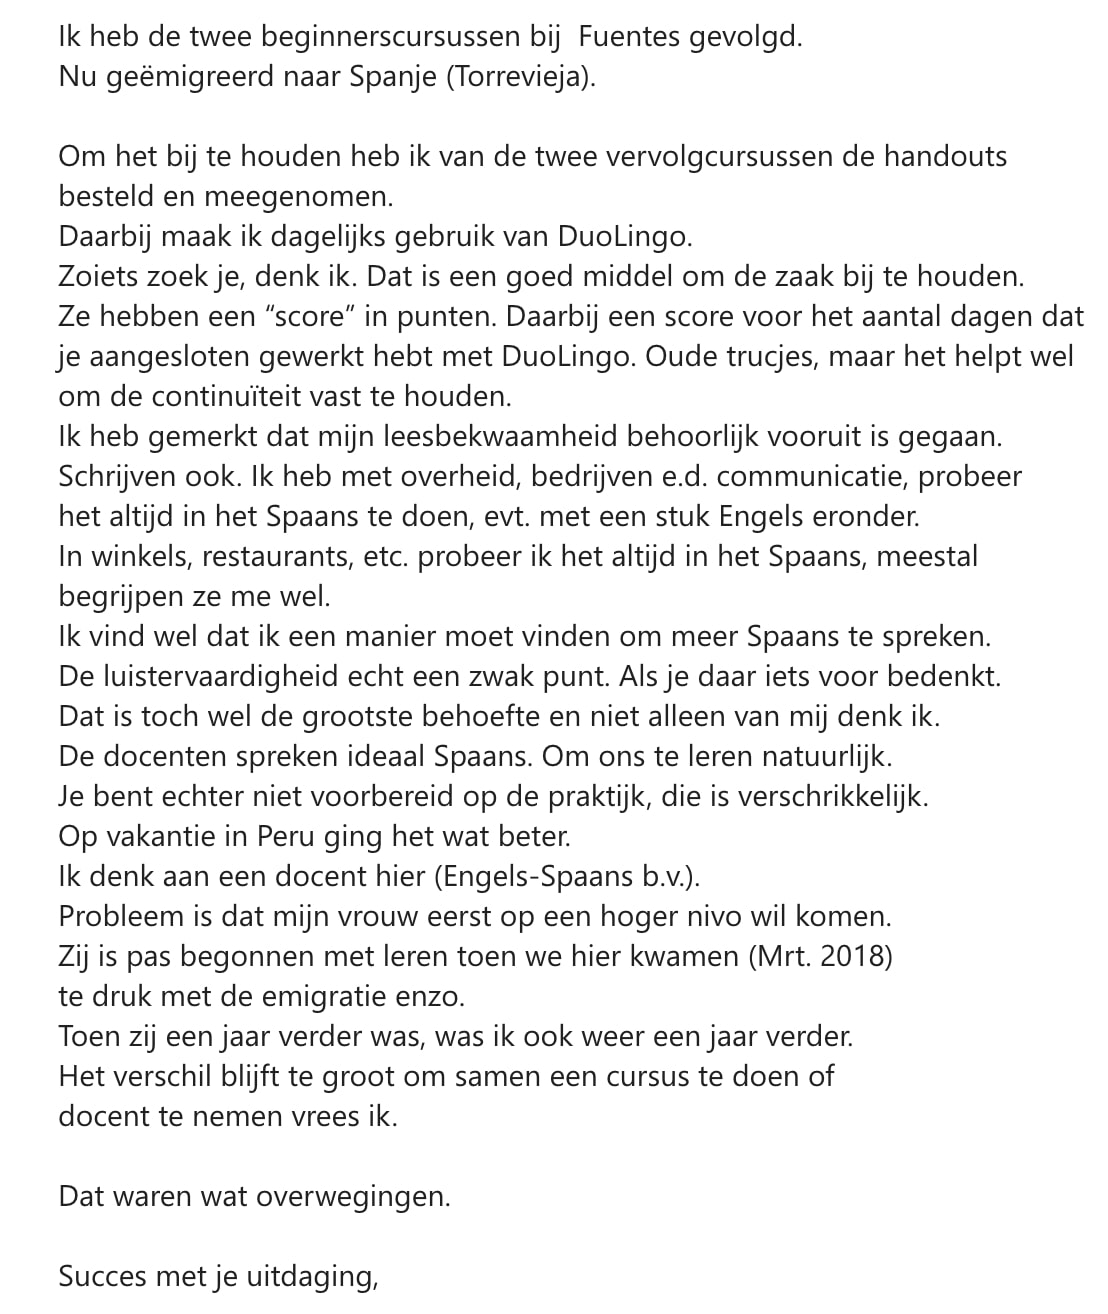 Ik heb de twee beginnerscursussen bij  Fuentes gevolgd.
Nu geëmigreerd naar Spanje (Torrevieja).

Om het bij te houden heb ik van de twee vervolgcursussen de handouts
besteld en meegenomen.
Daarbij maak ik dagelijks gebruik van DuoLingo.
Zoiets zoek je, denk ik. Dat is een goed middel om de zaak bij te houden.
Ze hebben een “score” in punten. Daarbij een score voor het aantal dagen dat
je aangesloten gewerkt hebt met DuoLingo. Oude trucjes, maar het helpt wel
om de continuïteit vast te houden.
Ik heb gemerkt dat mijn leesbekwaamheid behoorlijk vooruit is gegaan.
Schrijven ook. Ik heb met overheid, bedrijven e.d. communicatie, probeer
het altijd in het Spaans te doen, evt. met een stuk Engels eronder.
In winkels, restaurants, etc. probeer ik het altijd in het Spaans, meestal
begrijpen ze me wel.
Ik vind wel dat ik een manier moet vinden om meer Spaans te spreken.
De luistervaardigheid echt een zwak punt. Als je daar iets voor bedenkt.
Dat is toch wel de grootste behoefte en niet alleen van mij denk ik.
De docenten spreken ideaal Spaans. Om ons te leren natuurlijk.
Je bent echter niet voorbereid op de praktijk, die is verschrikkelijk.
Op vakantie in Peru ging het wat beter.
Ik denk aan een docent hier (Engels-Spaans b.v.).
Probleem is dat mijn vrouw eerst op een hoger nivo wil komen.
Zij is pas begonnen met leren toen we hier kwamen (Mrt. 2018)
te druk met de emigratie enzo.
Toen zij een jaar verder was, was ik ook weer een jaar verder.
Het verschil blijft te groot om samen een cursus te doen of
docent te nemen vrees ik.

Dat waren wat overwegingen.

Succes met je uitdaging,